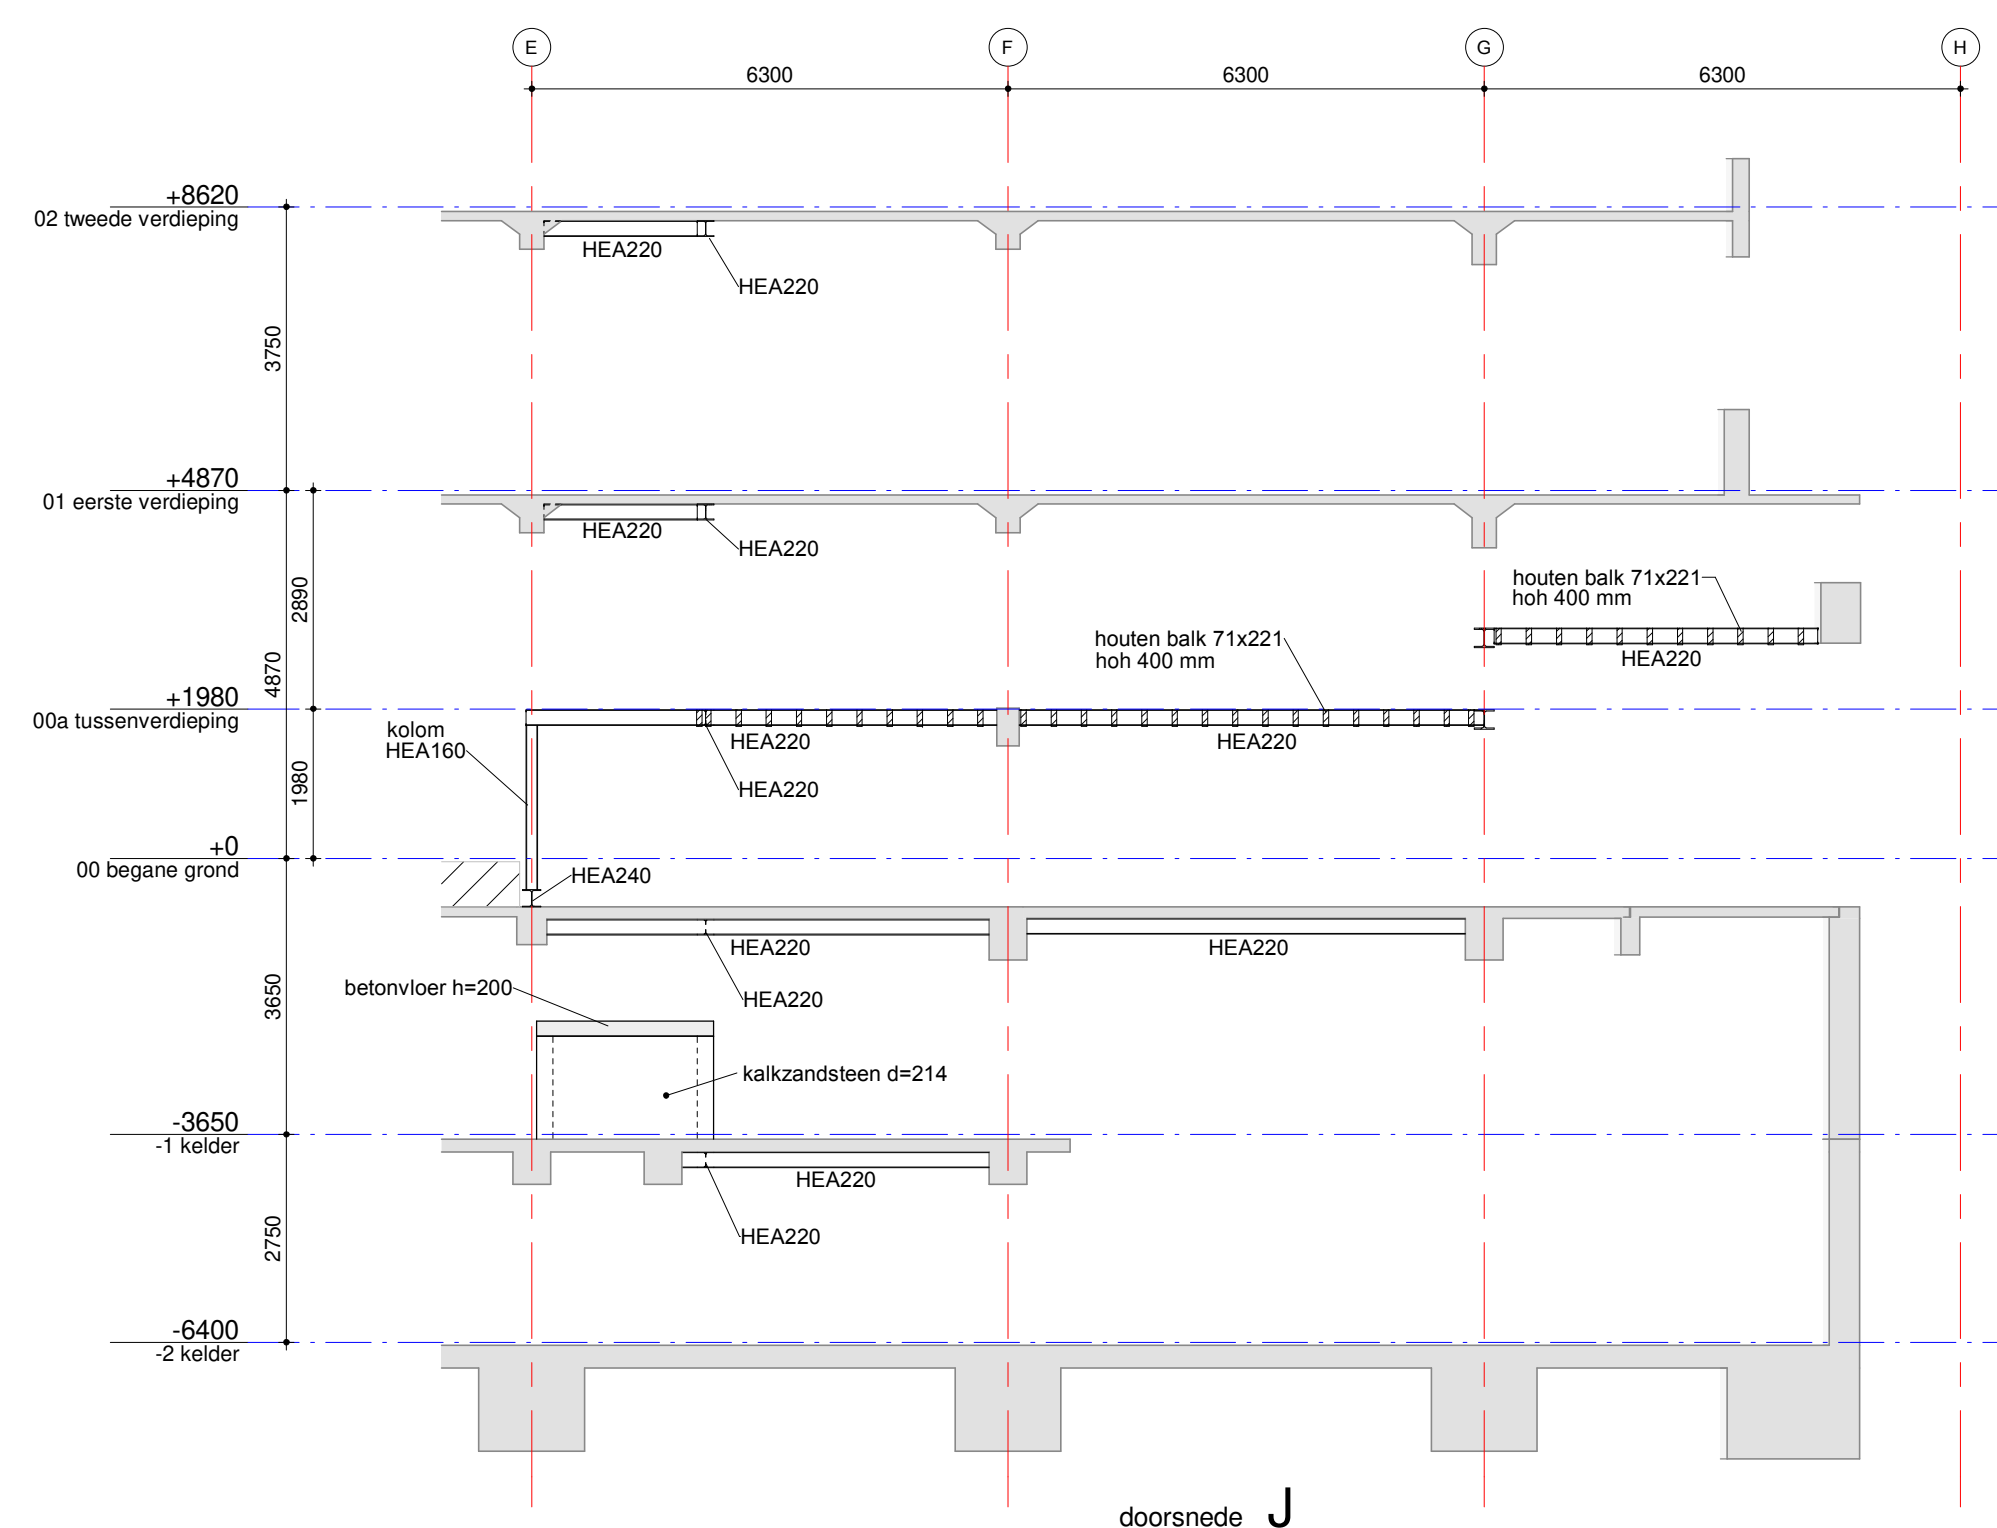 E
F
G
H
6300
6300
6300
+8620
02 tweede verdieping
HEA220
HEA220
3750
+4870
01 eerste verdieping
HEA220
HEA220
houten balk 71x221
hoh 400 mm
HEA220
2890
4870
houten balk 71x221
hoh 400 mm
+1980
00a tussenverdieping
kolom
HEA160
HEA220
HEA220
HEA220
1980
+0
00 begane grond
HEA240
HEA220
HEA220
HEA220
betonvloer h=200
3650
kalkzandsteen d=214
-3650
-1 kelder
HEA220
HEA220
2750
-6400
-2 kelder
doorsnede J